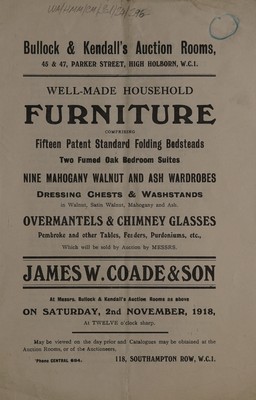 Bullock & Kendall's Auction Rooms,
45 & 47, PARKER STREET, HIGH HOLBORN, W.C.1.
WELL-MADE HOUSEHOLD
FURNITURE
COMPRISING
Fifteen Patent Standard Folding Bedsteads
Two Fumed Oak Bedroom Suites
NINE MAHOGANY WALNUT AND ASH WARDROBES
DRESSING CHESTS & WASHSTANDS
in Walnut, Satin Walnut, Mahogany and Ash.
OVERMANTELS & CHIMNEY GLASSES
Pembroke and other Tables, Fenders, Purdoniums, etc.,
Which will be sold by Auction by MESSRS.
JAMES W. COADE & SON
At Messrs. Bullock & Kendall's Auction Rooms as above
ON SATURDAY, 2nd NOVEMBER, 1918,
At TWELVE o'clock sharp.
May be viewed on the day prior and Catalogues may be obtained at the
Auction Rooms, or of the Auctioneers,
'Phone CENTRAL 694. 118, SOUTHAMPTON ROW, W.C.1.